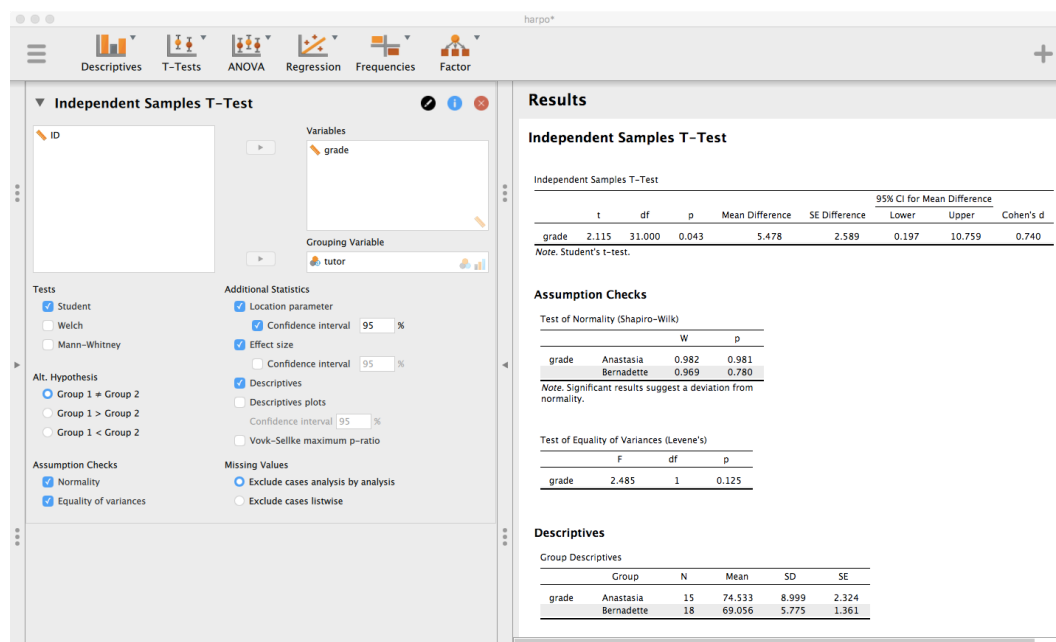 harpo*
Descriptives T-Tests ANOVA Regression Frequencies Factor
Independent Samples T-Test
ID
Variables
grade
Grouping Variable
tutor
Tests
Student
Welch
Mann-Whitney
Alt. Hypothesis
Group 1 ≠ Group 2
Group 1 > Group 2
Group 1 < Group 2
Assumption Checks
Normality
Equality of variances
Additional Statistics
Location parameter
Confidence interval 95 %
Effect size
Confidence interval 95 %
Descriptives
Descriptives plots
Confidence interval 95 %
Vovk-Sellke maximum p-ratio
Missing Values
Exclude cases analysis by analysis
Exclude cases listwise
Results
Independent Samples T-Test
Independent Samples T-Test
95% CI for Mean Difference
t df p Mean Difference SE Difference Lower Upper Cohen's d
grade 2.115 31.000 0.043 5.478 2.589 0.197 10.759 0.740
Note. Student's t-test.
Assumption Checks
Test of Normality (Shapiro-Wilk)
W p
grade Anastasia 0.982 0.981
Bernadette 0.969 0.780
Note. Significant results suggest a deviation from
normality.
Test of Equality of Variances (Levene's)
F df p
grade 2.485 1 0.125
Descriptives
Group Descriptives
Group N Mean SD SE
grade Anastasia 15 74.533 8.999 2.324
Bernadette 18 69.056 5.775 1.361